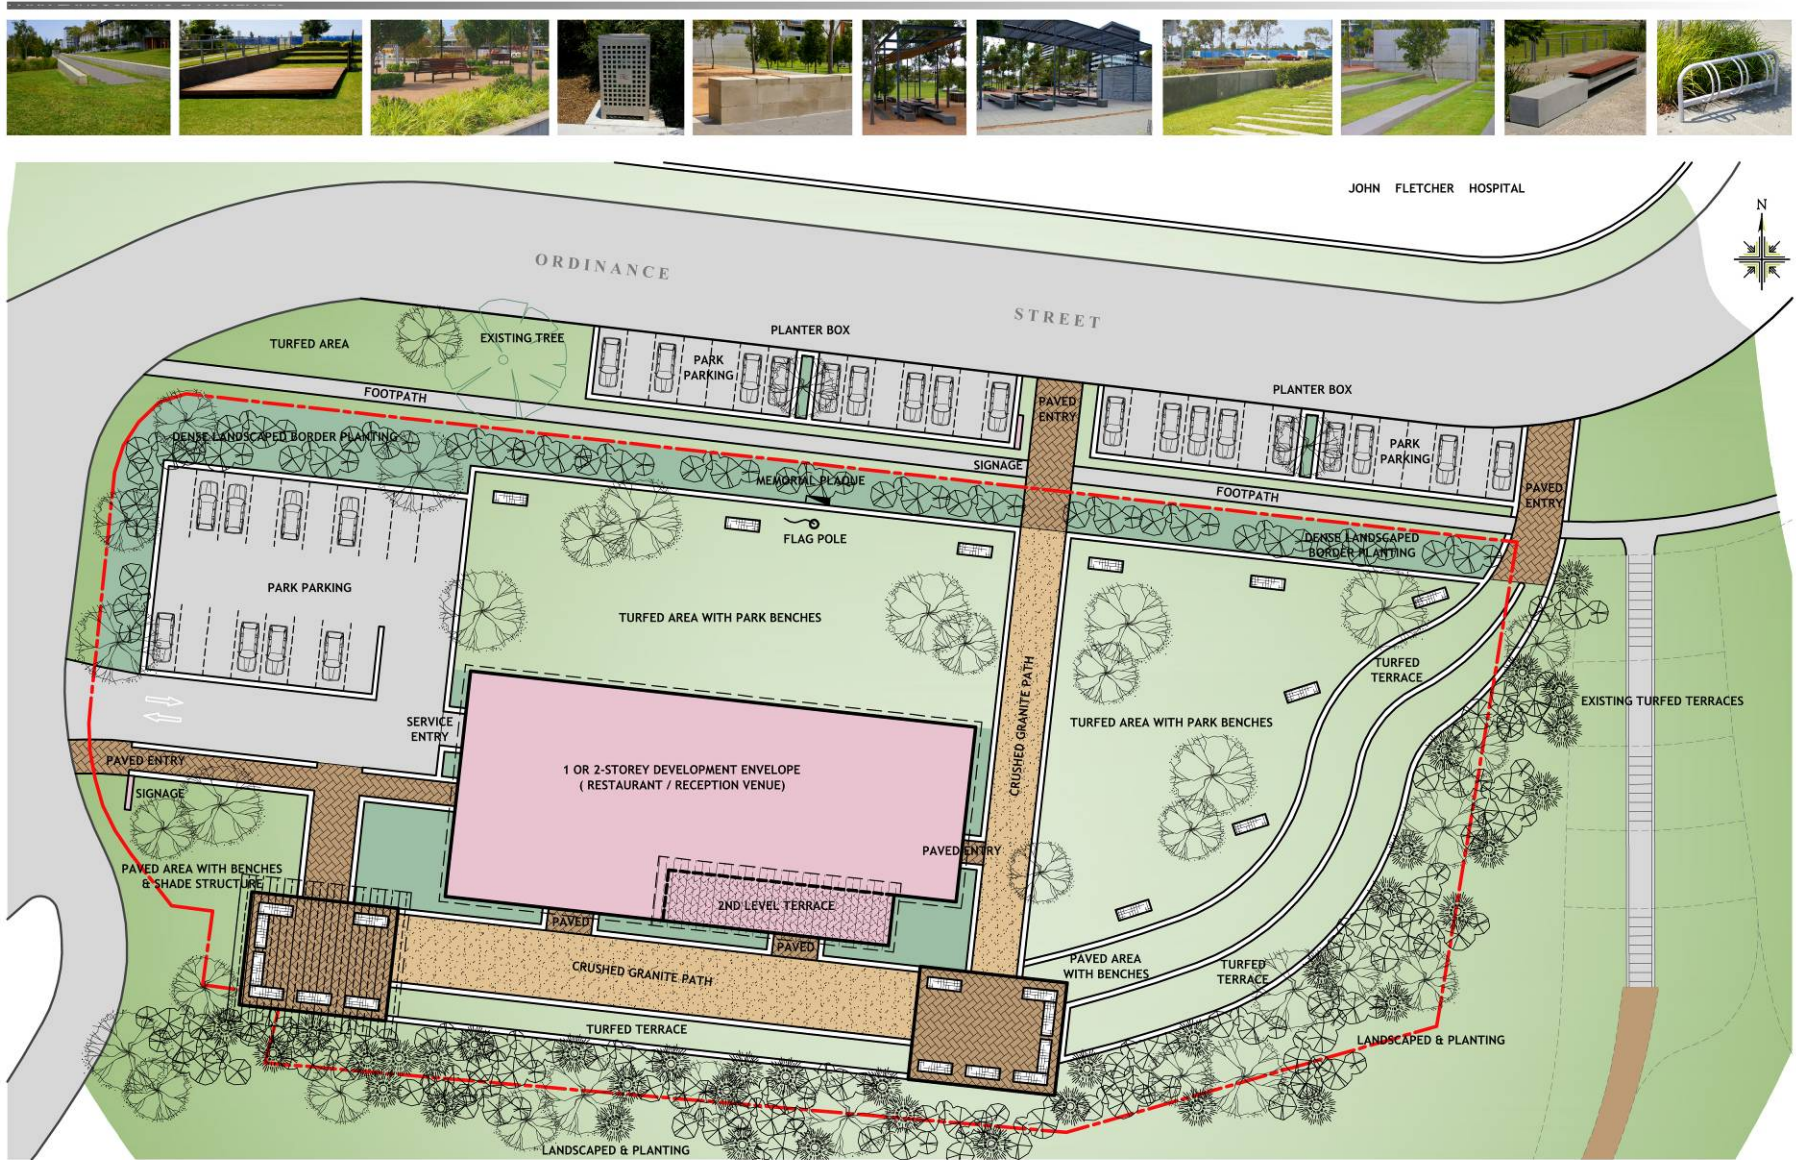 JOHN FLETCHER HOSPITAL
N
ORDINANCE
STREET
PLANTER BOX
EXISTING TREE
TURFED AREA
PARK
PARKING
PLANTER BOX
FOOTPATH
PAVED
ENTRY
PARK
PARKING
DENSE LANDSCAPED BORDER PLANTING
SIGNAGE
MEMORIAL PLAQUE
FOOTPATH
PAVED
ENTRY
FLAG POLE
DENSE LANDSCAPED
BORDER PLANTING
PARK PARKING
TURFED AREA WITH PARK BENCHES
TURFED
TERRACE
CRUSHED GRANITE PATH
EXISTING TURFED TERRACES
SERVICE
ENTRY
TURFED AREA WITH PARK BENCHES
PAVED ENTRY
1 OR 2-STOREY DEVELOPMENT ENVELOPE
( RESTAURANT / RECEPTION VENUE)
SIGNAGE
PAVED ENTRY
PAVED AREA WITH BENCHES
& SHADE STRUCTURE
2ND LEVEL TERRACE
PAVED
PAVED
CRUSHED GRANITE PATH
PAVED AREA
WITH BENCHES
TURFED
TERRACE
TURFED TERRACE
LANDSCAPED & PLANTING
LANDSCAPED & PLANTING